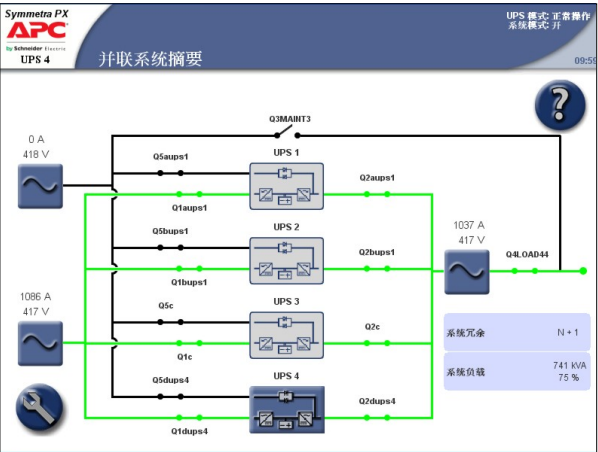 Symmetra PX
APC
by Schneider Electric
UPS 4
并联系统摘要
UPS 模式: 正常操作
系统模式: 开
09:59
Q3MAINT3
0 A
418 V
Q5aups1
UPS 1
Q2aups1
Q1aups1
Q5bups1
UPS 2
Q2bups1
Q1bups1
1037 A
417 V
Q4LOAD44
1086 A
417 V
Q5c
UPS 3
Q2c
Q1c
系统冗余
N + 1
系统负载
741 kVA
75 %
Q5dups4
UPS 4
Q2dups4
Q1dups4